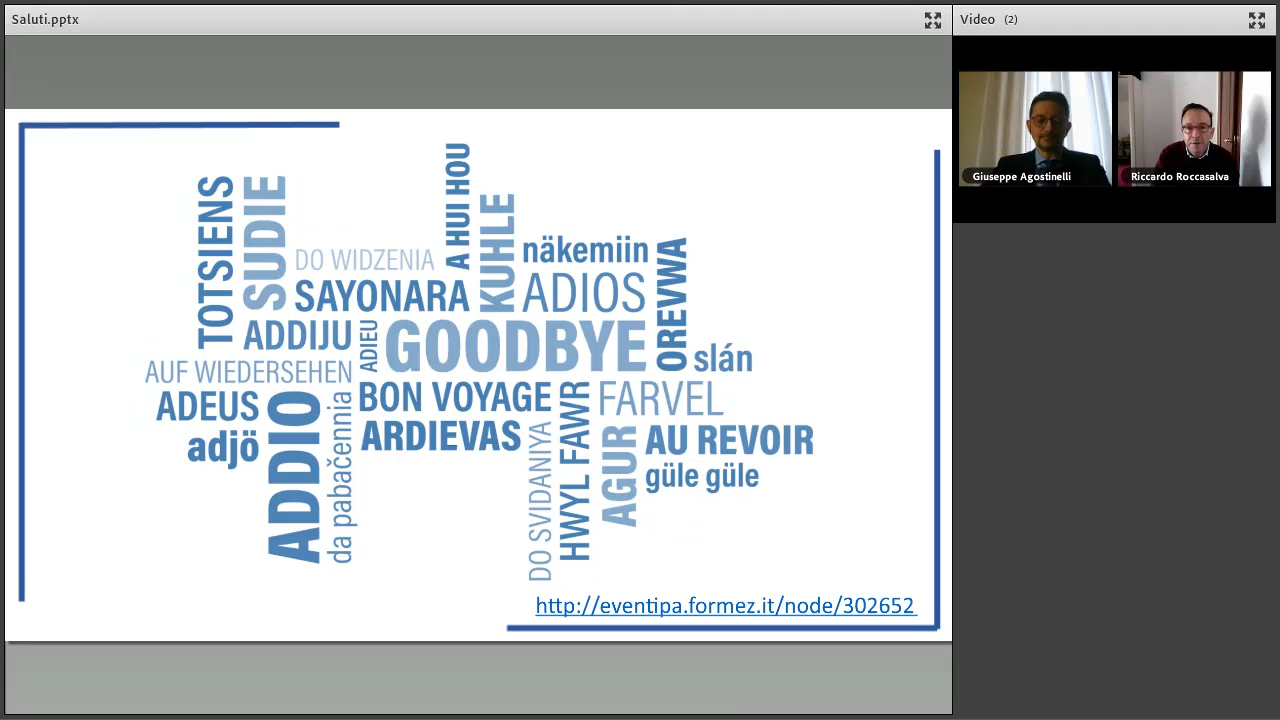 Saluti.pptx
Video (2)
Giuseppe Agostinelli
Riccardo Roccasalva
TOTSIENS
SUDIE
DO WIDZENIA
A HUI HOU
KUHLE
näkemiin
SAYONARA
ADIOS
OREVWA
ADDIJU
ADIEU
GOODBYE
slán
AUF WIEDERSEHEN
ADEUS
adjö
ADDIO
da pabačennia
BON VOYAGE
ARDIEVAS
DO SVIDANIYA
HWYL FAWR
FARVEL
AGUR
AU REVOIR
güle güle
http://eventipa.formez.it/node/302652